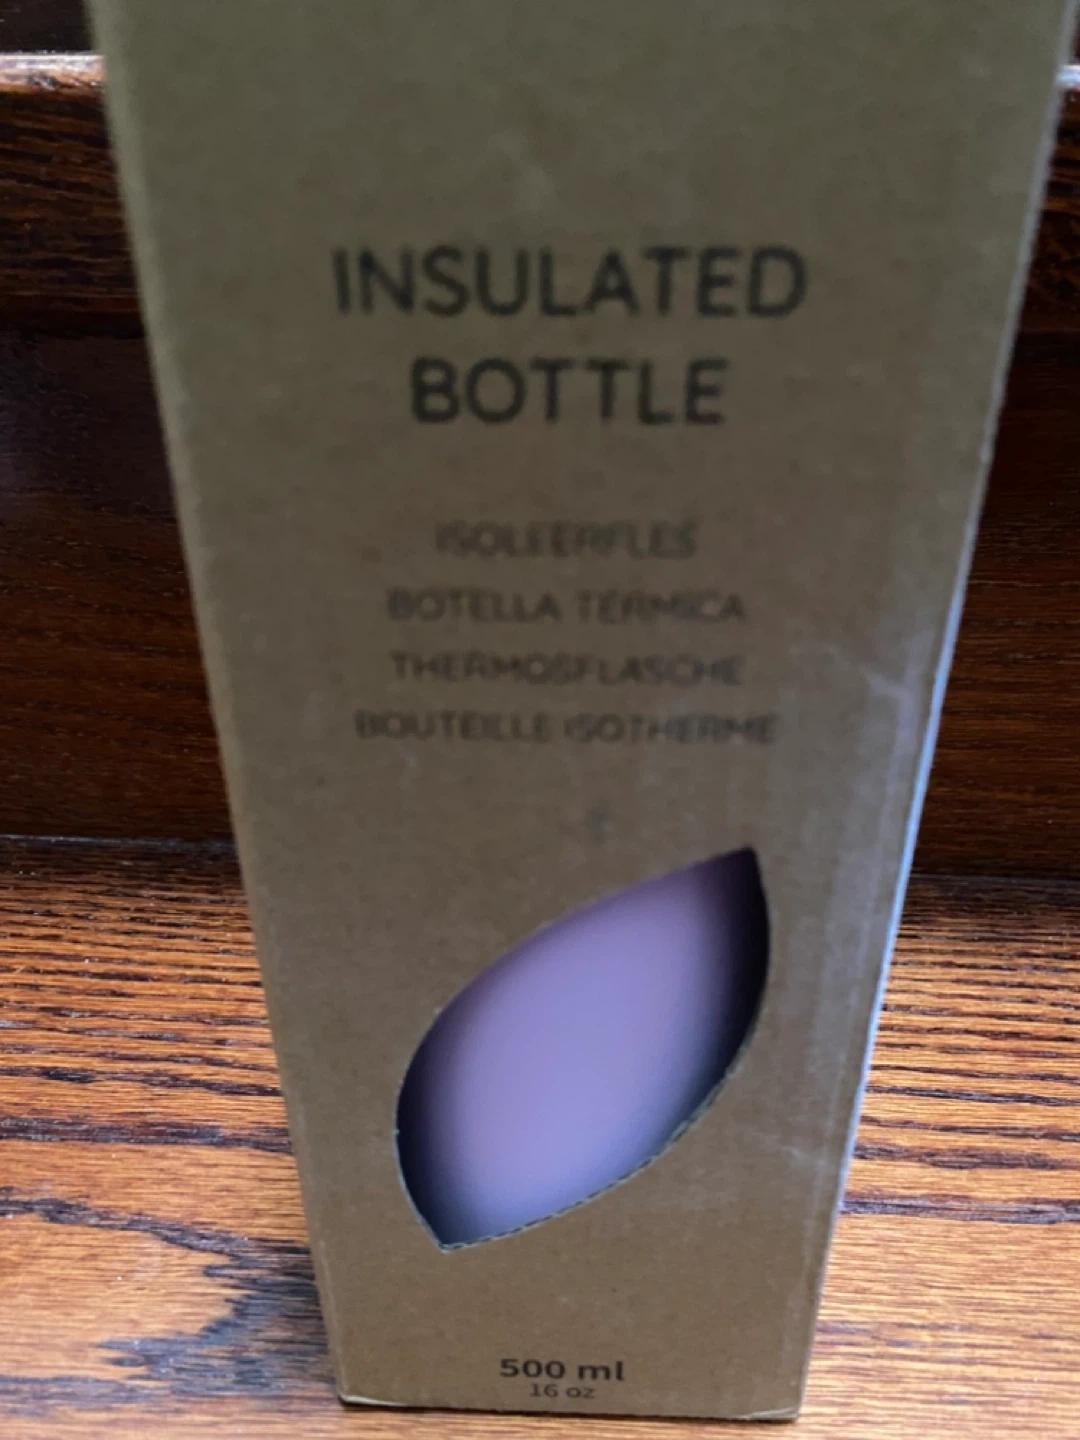 INSULATED
BOTTLE
ISOLEERFLES
BOTELLA TÉRMICA
THERMOSFLASCHE
BOUTEILLE ISOTHERME
500 ml
16 oz